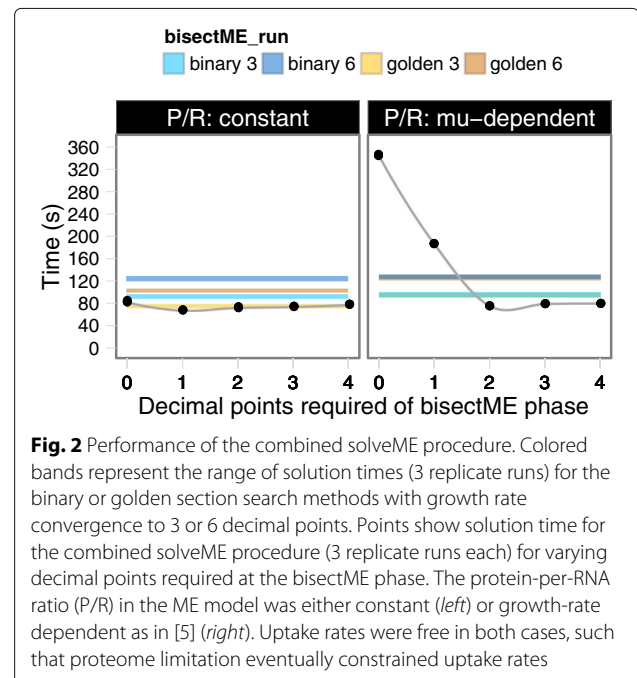 bisectME_run
binary 3 binary 6 golden 3 golden 6
P/R: constant P/R: mu−dependent
360
320
280
240
200
160
120
80
40
0
Time (s)
0 1 2 3 4 0 1 2 3 4
Decimal points required of bisectME phase
Fig. 2 Performance of the combined solveME procedure. Colored
bands represent the range of solution times (3 replicate runs) for the
binary or golden section search methods with growth rate
convergence to 3 or 6 decimal points. Points show solution time for
the combined solveME procedure (3 replicate runs each) for varying
decimal points required at the bisectME phase. The protein-per-RNA
ratio (P/R) in the ME model was either constant (left) or growth-rate
dependent as in [5] (right). Uptake rates were free in both cases, such
that proteome limitation eventually constrained uptake rates